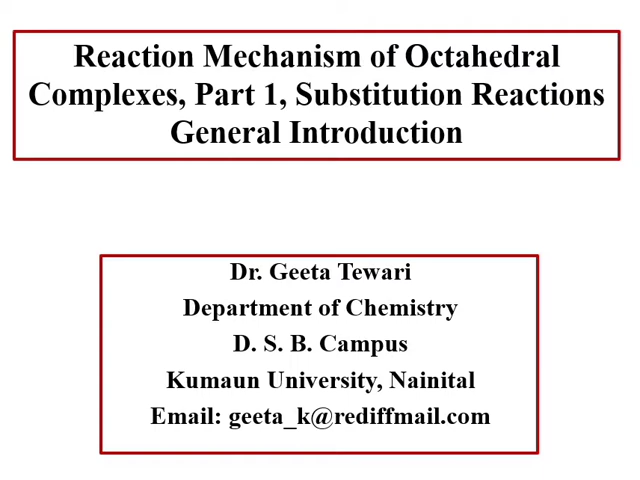 Reaction Mechanism of Octahedral
Complexes, Part 1, Substitution Reactions
General Introduction
Dr. Geeta Tewari
Department of Chemistry
D. S. B. Campus
Kumaun University, Nainital
Email: geeta_k@rediffmail.com